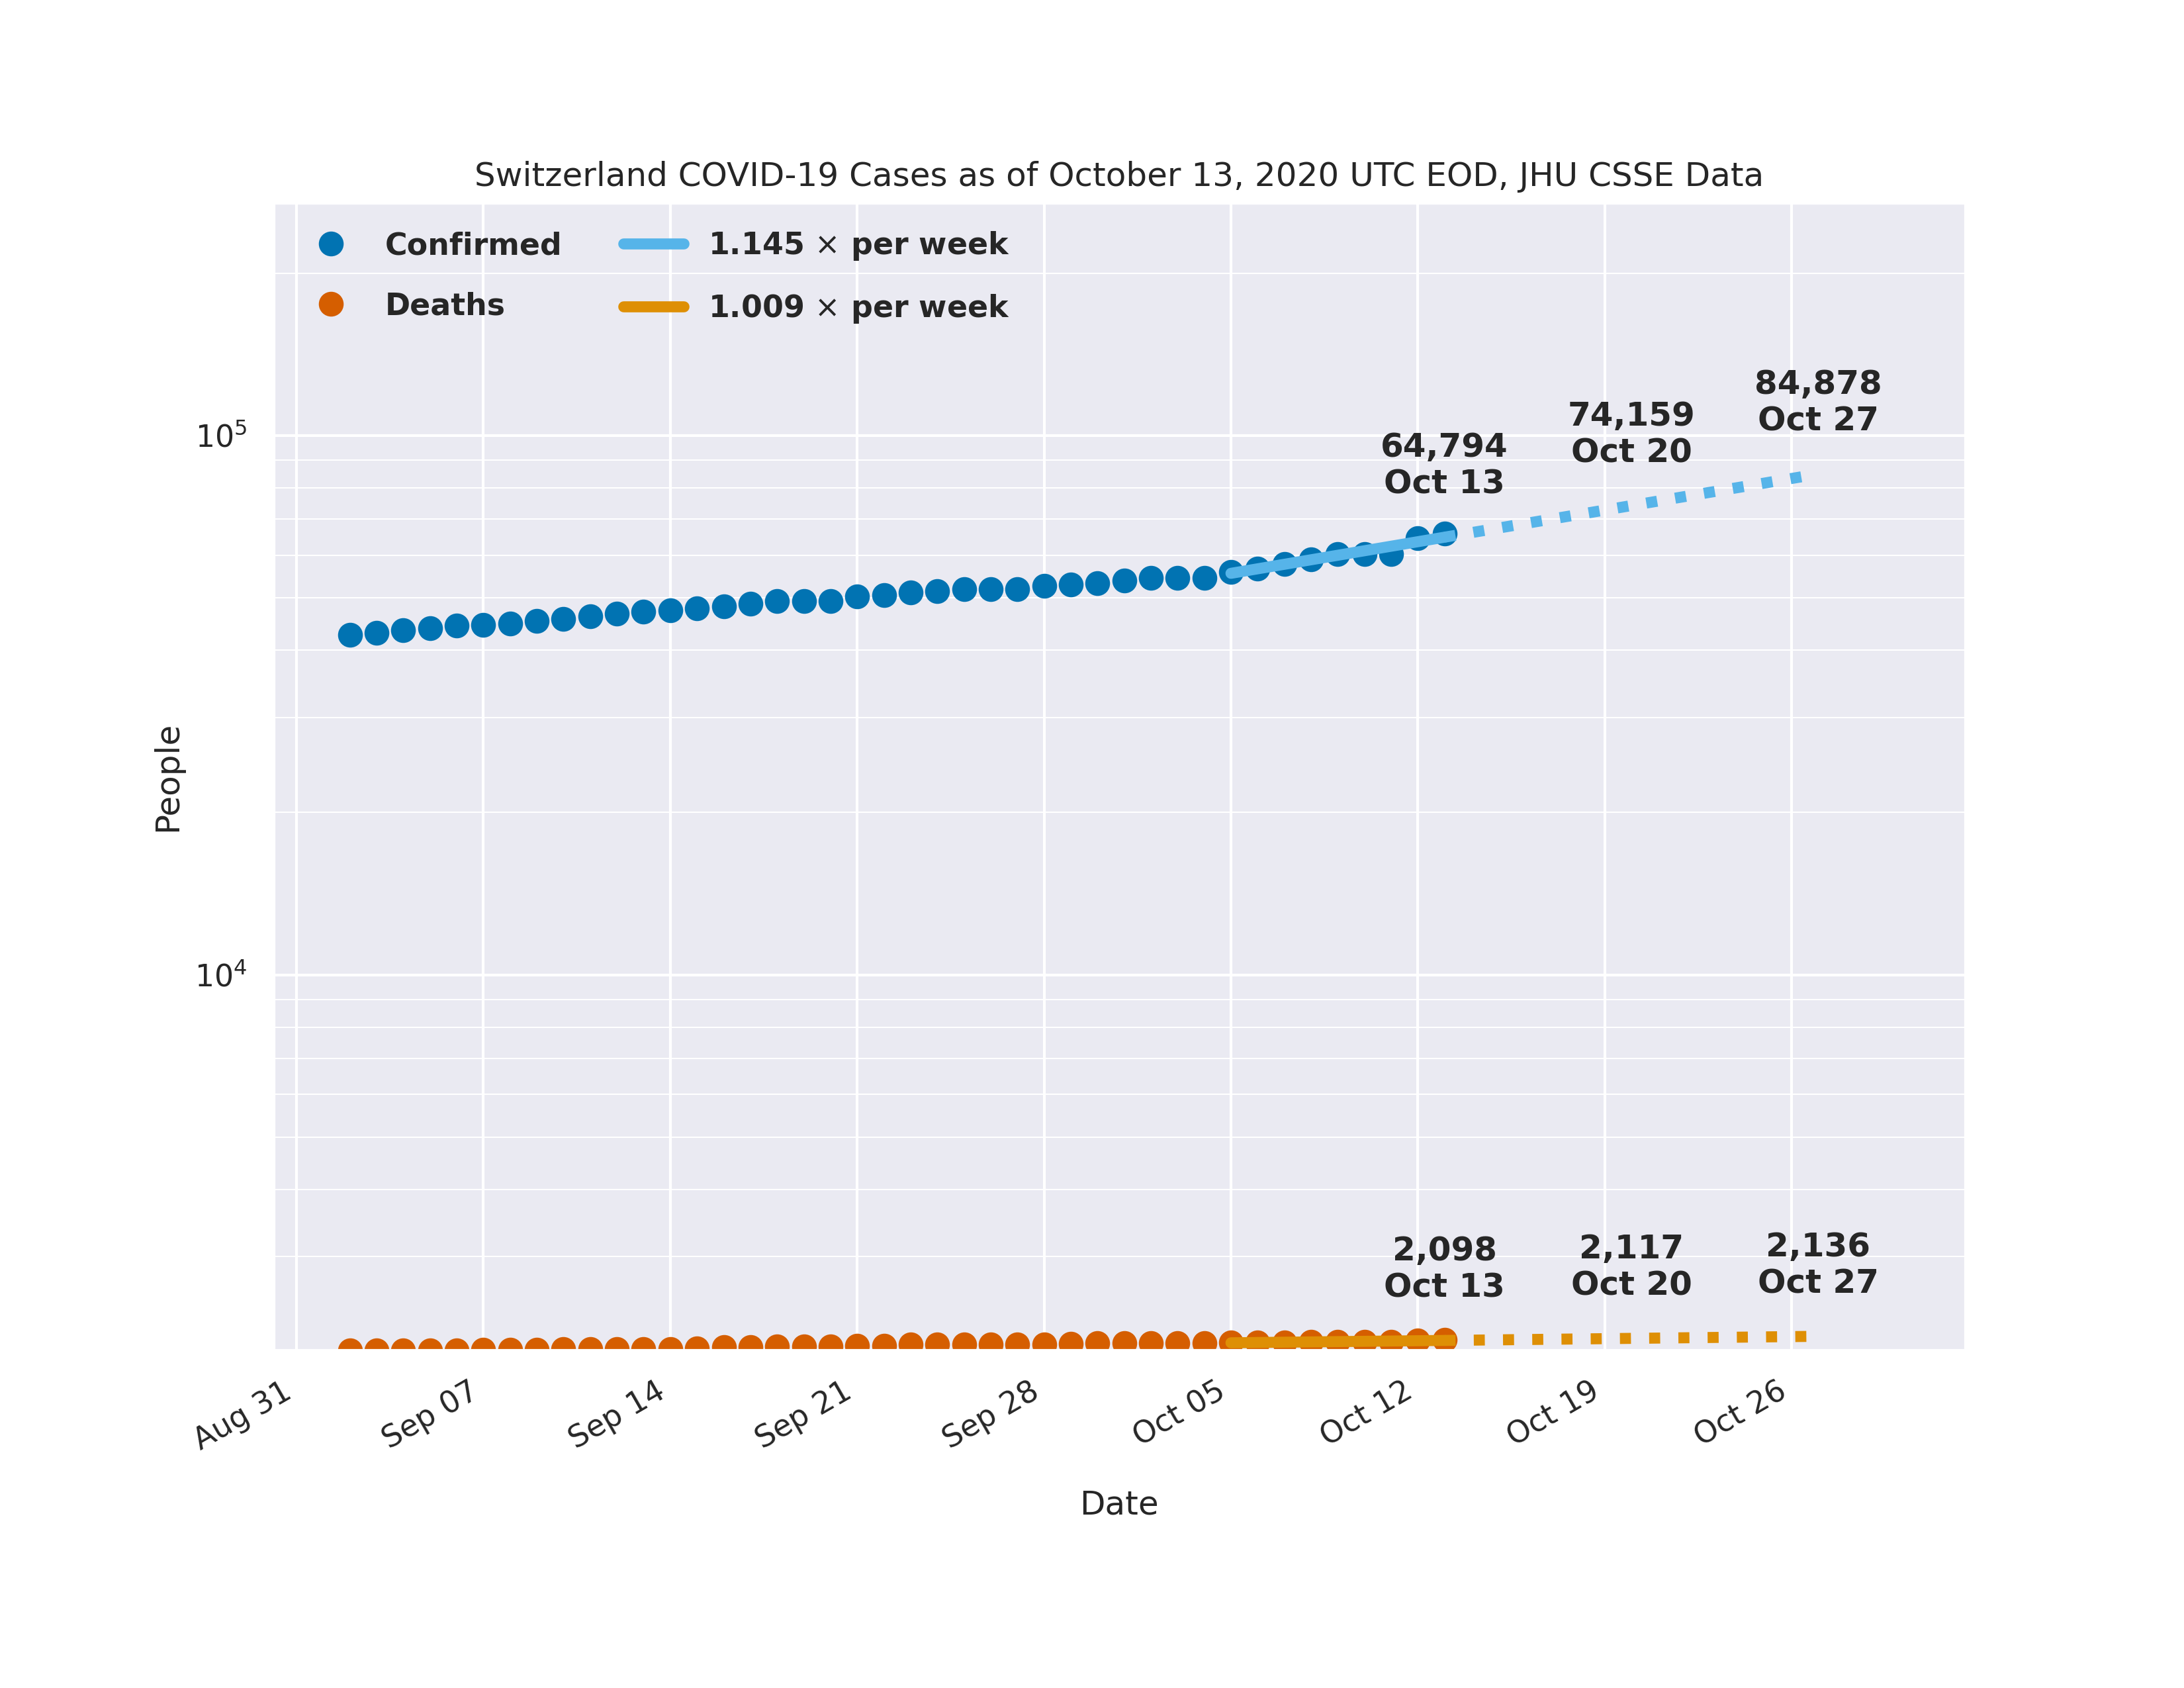 Switzerland COVID-19 Cases as of October 13, 2020 UTC EOD, JHU CSSE Data
Confirmed
Deaths
1.145 × per week
1.009 × per week
84,878
Oct 27
74,159
Oct 20
64,794
Oct 13
10⁵
People
10⁴
2,098
Oct 13
2,117
Oct 20
2,136
Oct 27
Aug 31
Sep 07
Sep 14
Sep 21
Sep 28
Oct 05
Oct 12
Oct 19
Oct 26
Date